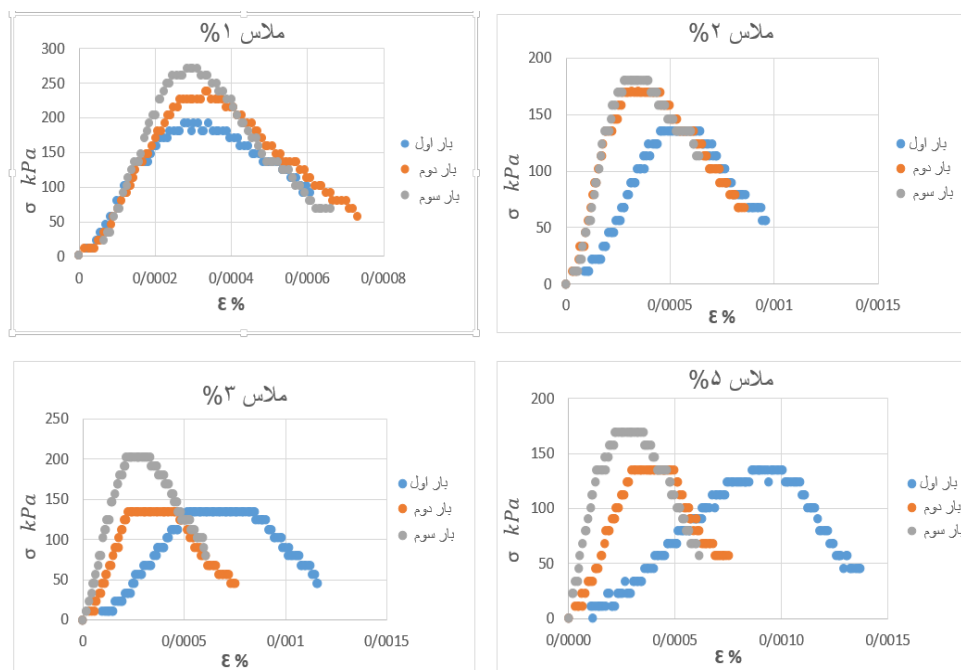 ملاس ۱%
300
250
200
150
100
50
0
σ kPa
0 0/0002 0/0004 0/0006 0/0008
Ɛ %
بار اول
بار دوم
بار سوم
ملاس ۲%
200
150
100
50
0
σ kPa
0 0/0005 0/001 0/0015
Ɛ %
بار اول
بار دوم
بار سوم
ملاس ۳%
250
200
150
100
50
0
σ kPa
0 0/0005 0/001 0/0015
Ɛ %
بار اول
بار دوم
بار سوم
ملاس ۵%
200
150
100
50
0
σ kPa
0/0000 0/0005 0/0010 0/0015
Ɛ %
بار اول
بار دوم
بار سوم